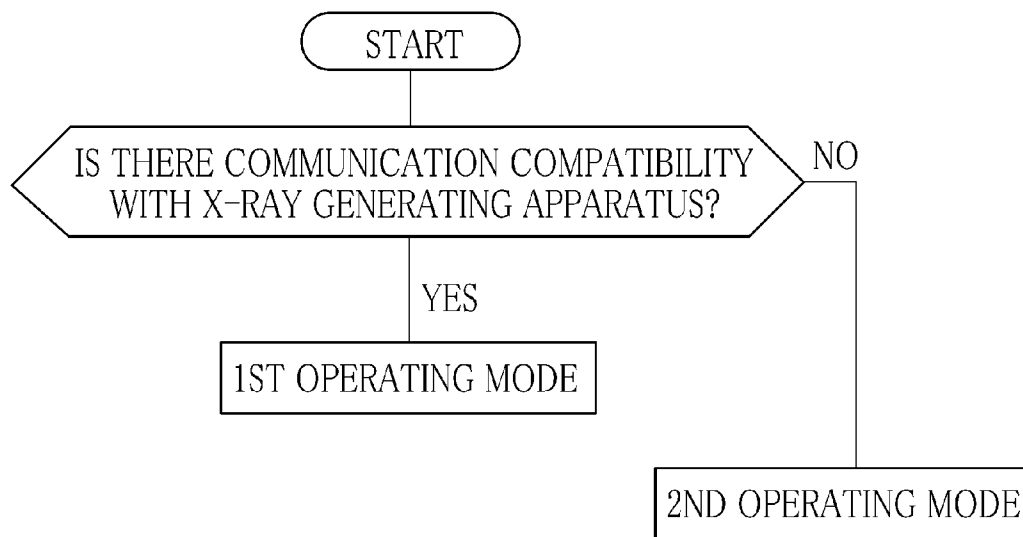 START
IS THERE COMMUNICATION COMPATIBILITY
WITH X-RAY GENERATING APPARATUS?
NO
YES
1ST OPERATING MODE
2ND OPERATING MODE